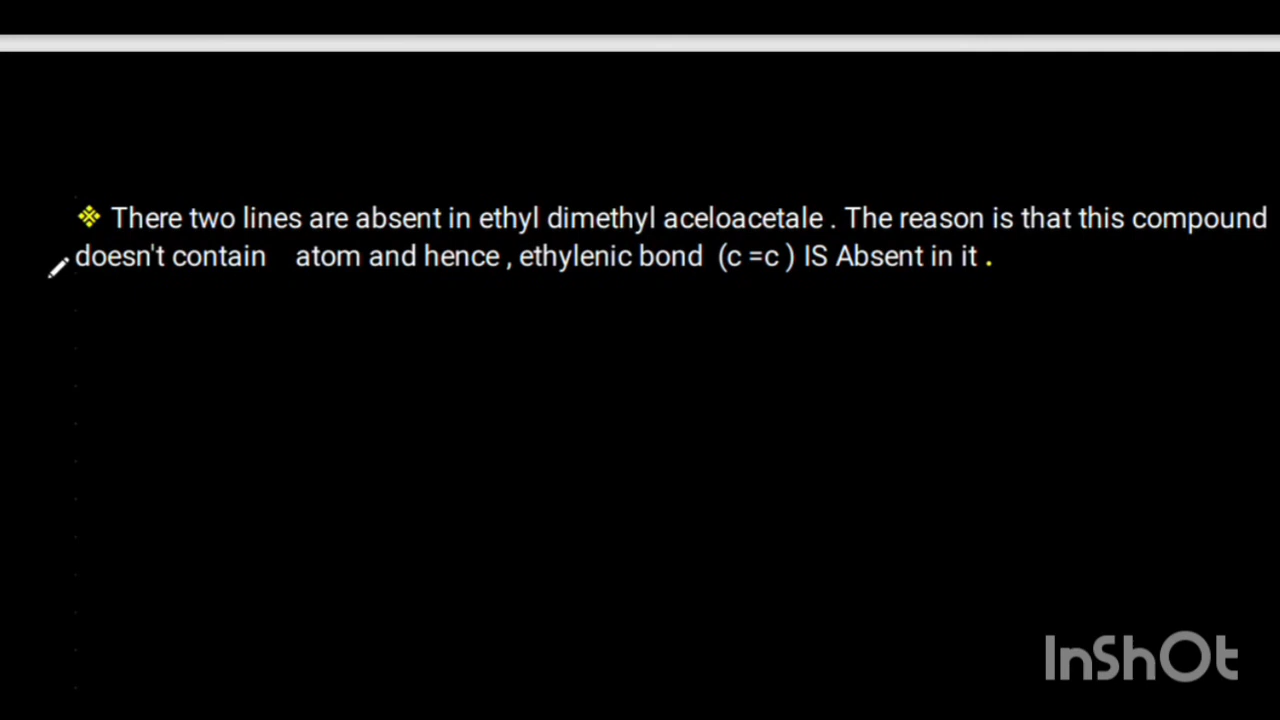 ❖ There two lines are absent in ethyl dimethyl aceloacetale . The reason is that this compound
doesn't contain atom and hence , ethylenic bond (c =c ) IS Absent in it .
InShOt